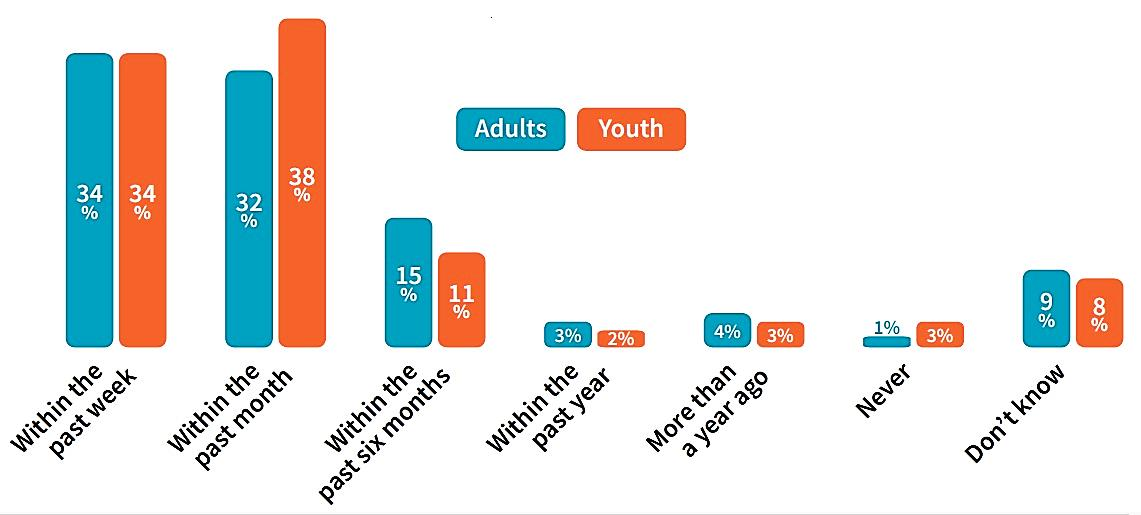 Adults
Youth
34
%
34
%
32
%
38
%
15
%
11
%
3%
2%
4%
3%
1%
3%
9
%
8
%
Within the
past week
Within the
past month
Within the
past six months
Within the
past year
More than
a year ago
Never
Don’t know